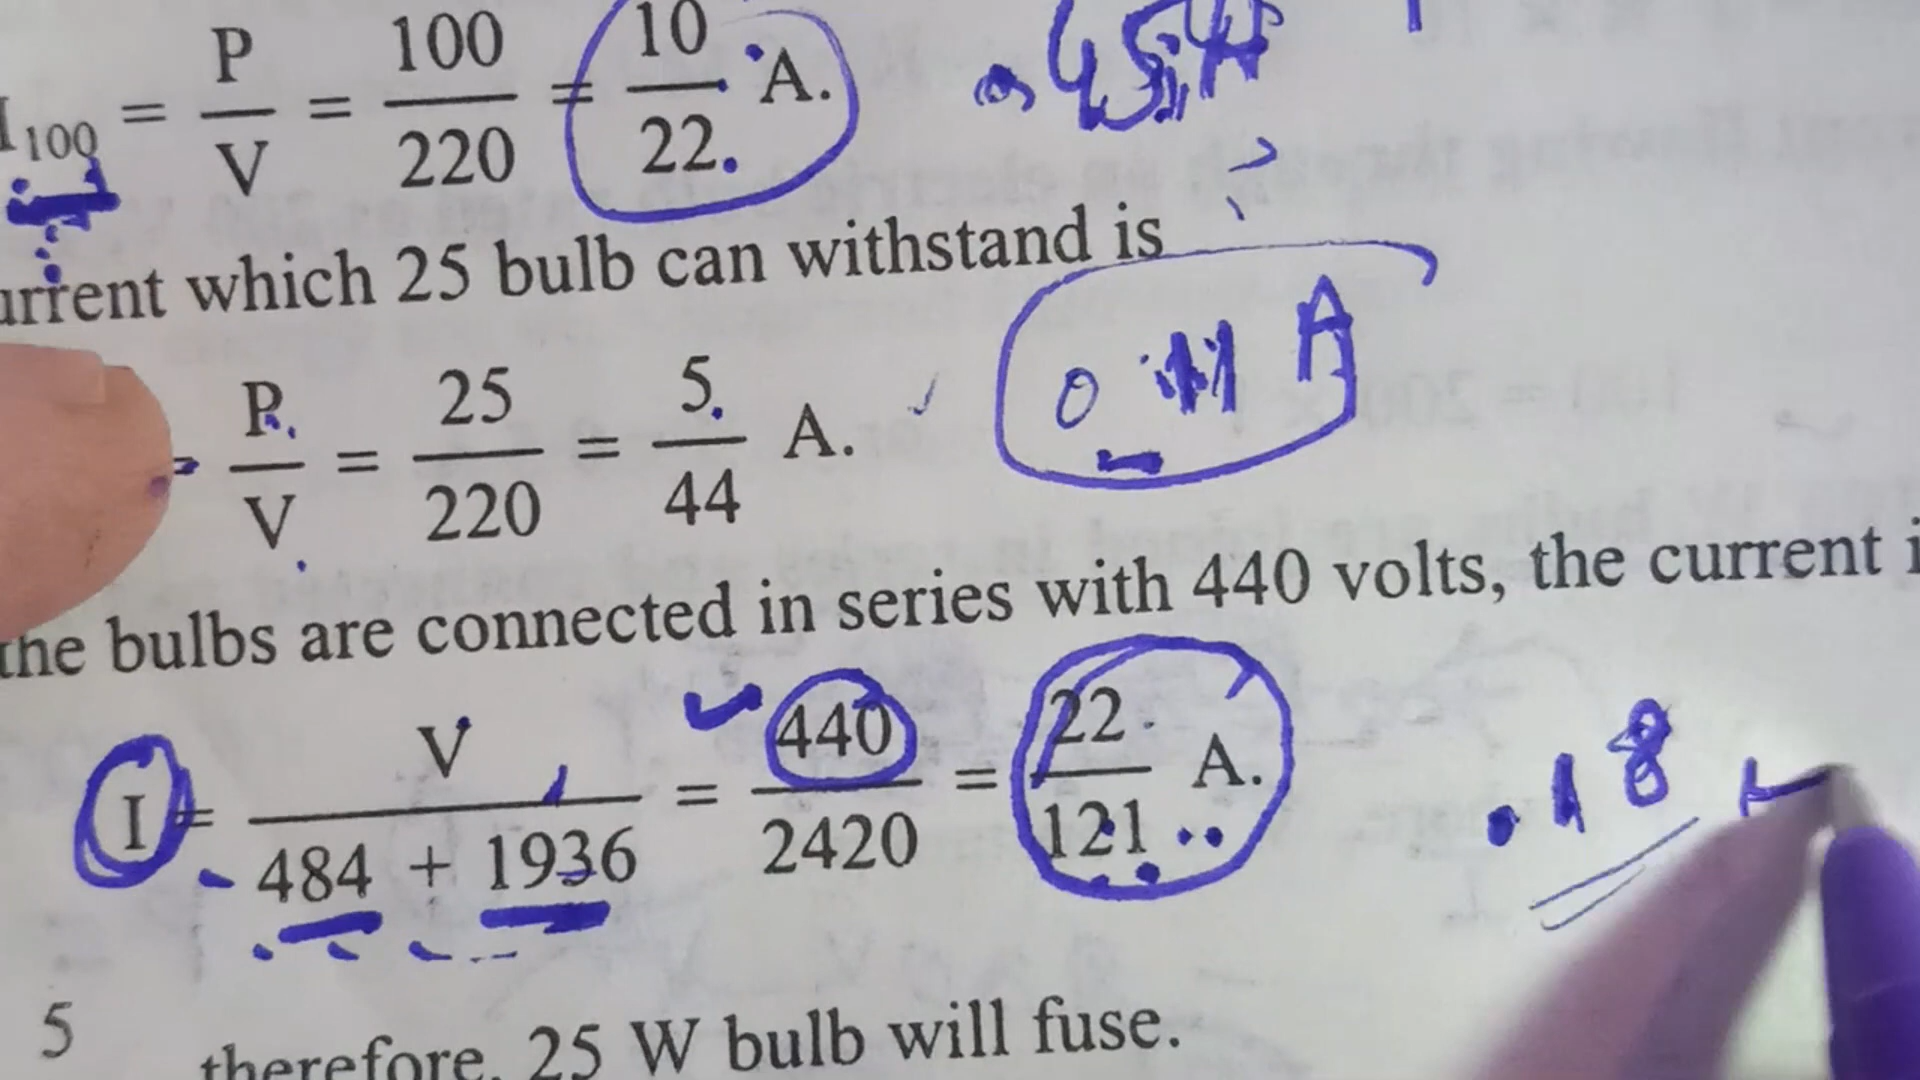 I₁₀₀ = P/V = 100/220 = 10/22 A. .45 A
urrent which 25 bulb can withstand is
= P/V = 25/220 = 5/44 A. 0.11 A
the bulbs are connected in series with 440 volts, the current i
I = V/(484 + 1936) = 440/2420 = 22/121 A. .18
5
therefore, 25 W bulb will fuse.